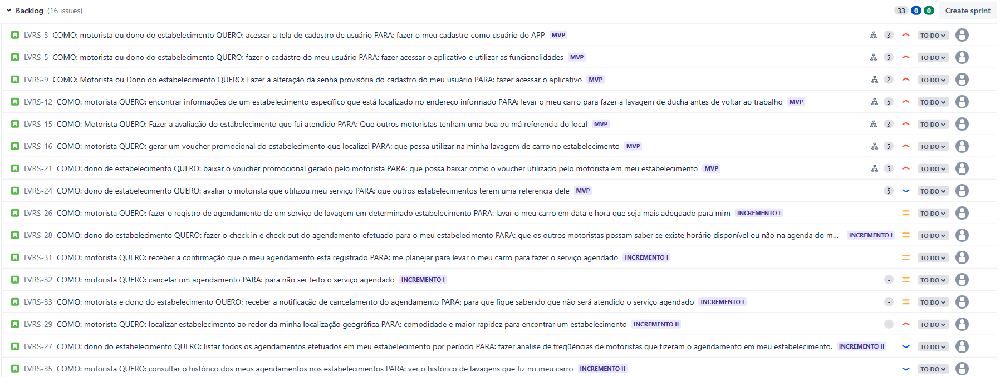 Backlog (16 issues) 33 0 0 Create sprint
LVRS-3 COMO: motorista ou dono do estabelecimento QUERO: acessar a tela de cadastro de usuário PARA: fazer o meu cadastro como usuário do APP MVP 3 TO DO
LVRS-5 COMO: motorista ou dono do estabelecimento QUERO: fazer o cadastro do meu usuário PARA: fazer acessar o aplicativo e utilizar as funcionalidades MVP 5 TO DO
LVRS-9 COMO: Motorista ou Dono do estabelecimento QUERO: Fazer a alteração da senha provisória do cadastro do meu usuário PARA: fazer acessar o aplicativo MVP 2 TO DO
LVRS-12 COMO: motorista QUERO: encontrar informações de um estabelecimento específico que está localizado no endereço informado PARA: levar o meu carro para fazer a lavagem de ducha antes de voltar ao trabalho MVP 5 TO DO
LVRS-15 COMO: Motorista QUERO: Fazer a avaliação do estabelecimento que fui atendido PARA: Que outros motoristas tenham uma boa ou má referencia do local MVP 3 TO DO
LVRS-16 COMO: motorista QUERO: gerar um voucher promocional do estabelecimento que localizei PARA: que possa utilizar na minha lavagem de carro no estabelecimento MVP 5 TO DO
LVRS-21 COMO: dono de estabelecimento QUERO: baixar o voucher promocional gerado pelo motorista PARA: que possa baixar como o voucher utilizado pelo motorista em meu estabelecimento MVP 5 TO DO
LVRS-24 COMO: dono de estabelecimento QUERO: avaliar o motorista que utilizou meu serviço PARA: que outros estabelecimentos terem uma referencia dele MVP 5 TO DO
LVRS-26 COMO: motorista QUERO: fazer o registro de agendamento de um serviço de lavagem em determinado estabelecimento PARA: lavar o meu carro em data e hora que seja mais adequado para mim INCREMENTO I TO DO
LVRS-28 COMO: dono do estabelecimento QUERO: fazer o check in e check out do agendamento efetuado para o meu estabelecimento PARA: que os outros motoristas possam saber se existe horário disponível ou não na agenda do m... INCREMENTO I TO DO
LVRS-31 COMO: motorista QUERO: receber a confirmação que o meu agendamento está registrado PARA: me planejar para levar o meu carro para fazer o serviço agendado INCREMENTO I TO DO
LVRS-32 COMO: motorista QUERO: cancelar um agendamento PARA: para não ser feito o serviço agendado INCREMENTO I - TO DO
LVRS-33 COMO: motorista e dono do estabelecimento QUERO: receber a notificação de cancelamento do agendamento PARA: para que fique sabendo que não será atendido o serviço agendado INCREMENTO I - TO DO
LVRS-29 COMO: motorista QUERO: localizar estabelecimento ao redor da minha localização geográfica PARA: comodidade e maior rapidez para encontrar um estabelecimento INCREMENTO II - TO DO
LVRS-27 COMO: dono do estabelecimento QUERO: listar todos os agendamentos efetuados em meu estabelecimento por período PARA: fazer analise de freqüências de motoristas que fizeram o agendamento em meu estabelecimento. INCREMENTO II TO DO
LVRS-35 COMO: motorista QUERO: consultar o histórico dos meus agendamentos nos estabelecimentos PARA: ver o histórico de lavagens que fiz no meu carro INCREMENTO II TO DO